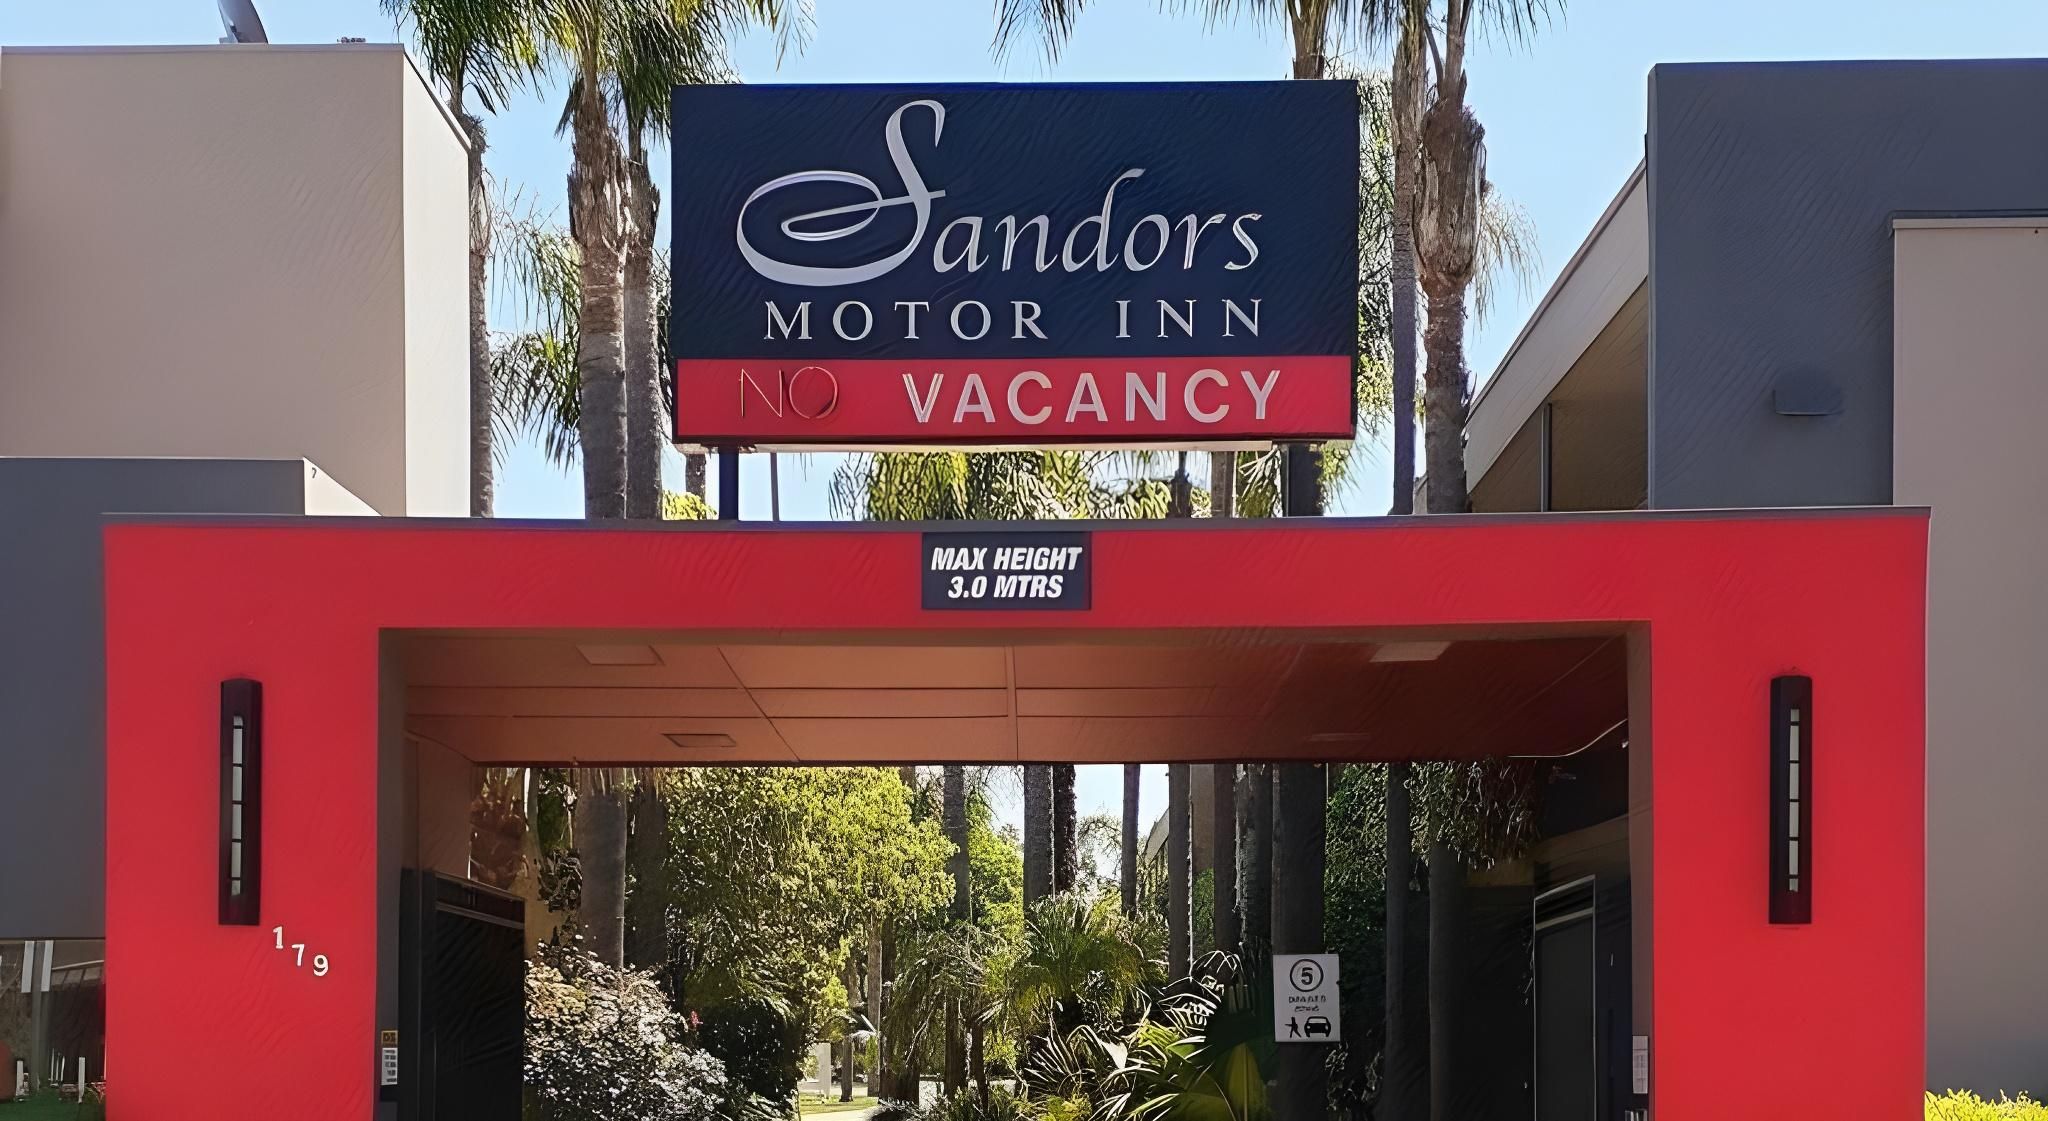 Sandors
MOTOR INN
NO VACANCY
MAX HEIGHT
3.0 MTRS
179
5